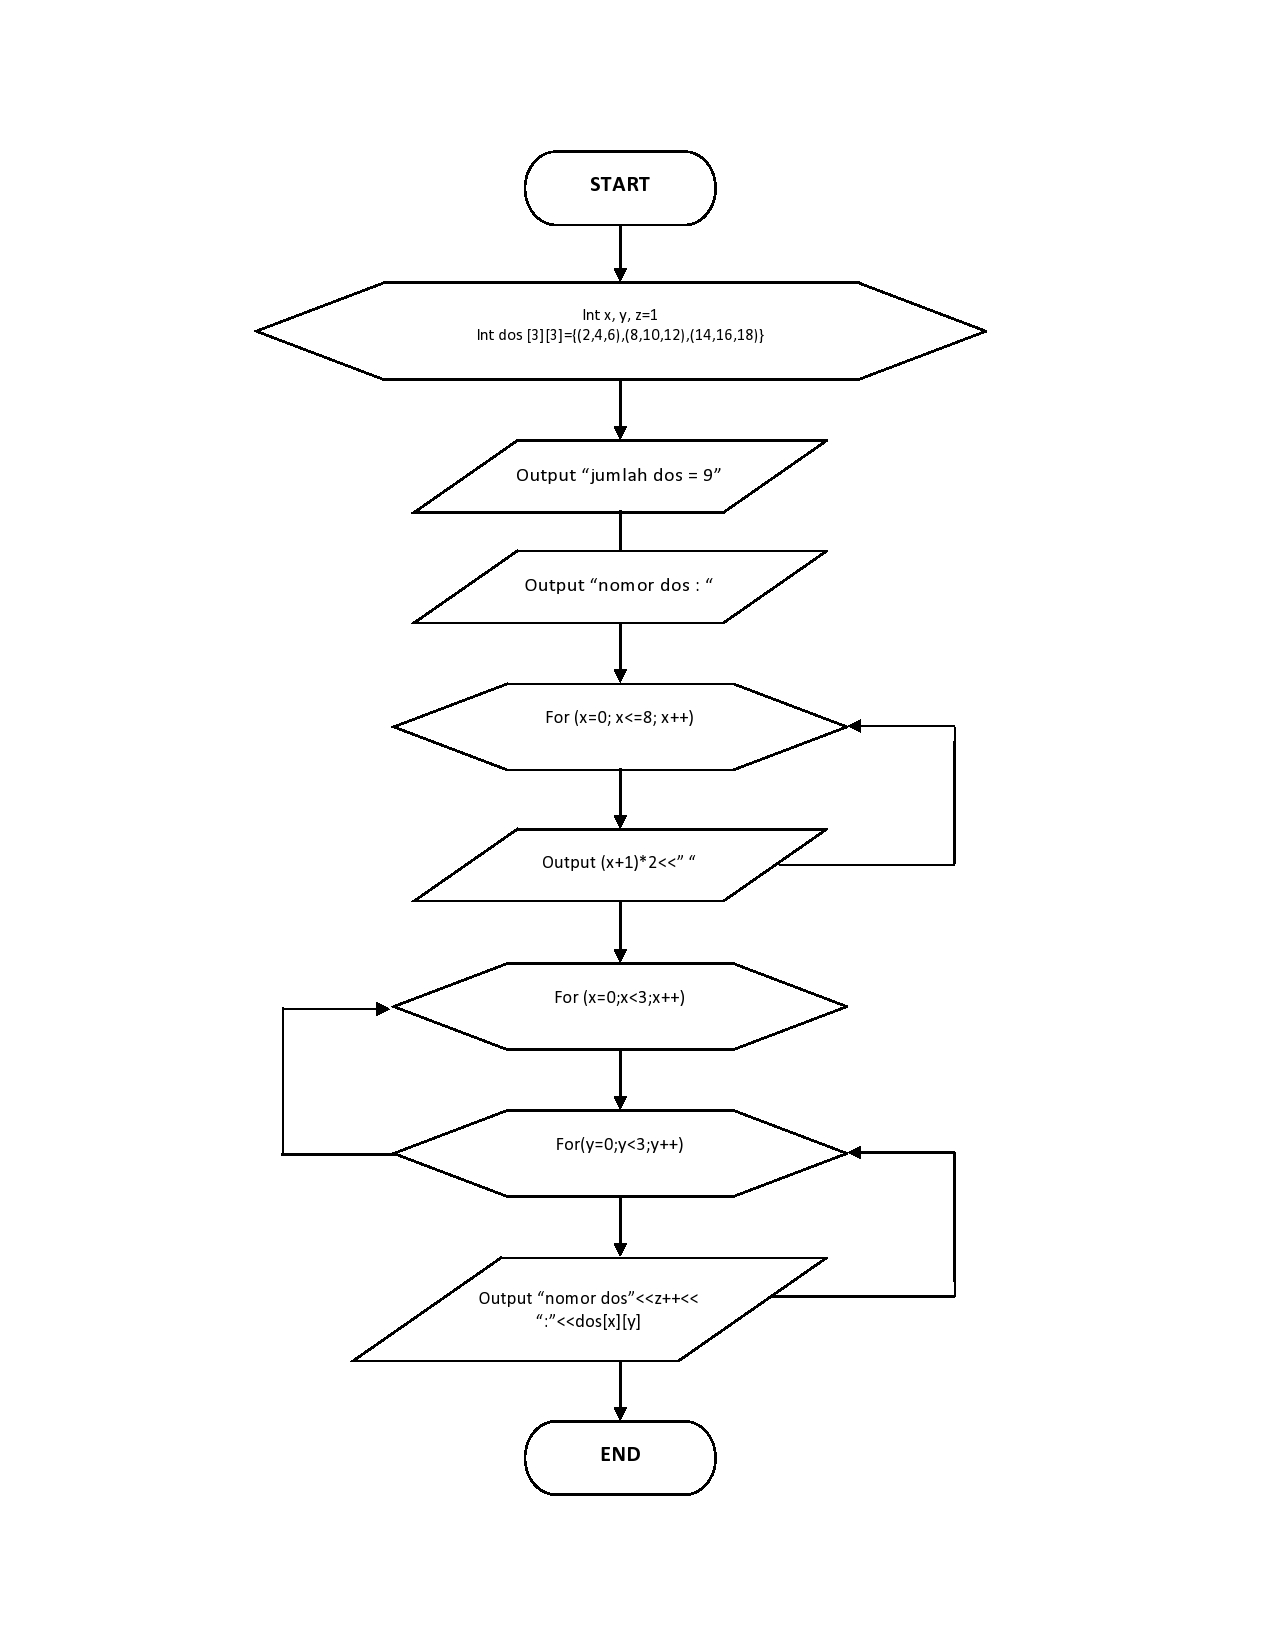 START
Int x, y, z=1
Int dos [3][3]={(2,4,6),(8,10,12),(14,16,18)}
Output “jumlah dos = 9”
Output “nomor dos : “
For (x=0; x<=8; x++)
Output (x+1)*2<<” “
For (x=0;x<3;x++)
For(y=0;y<3;y++)
Output “nomor dos”<<z++<<
“:”<<dos[x][y]
END